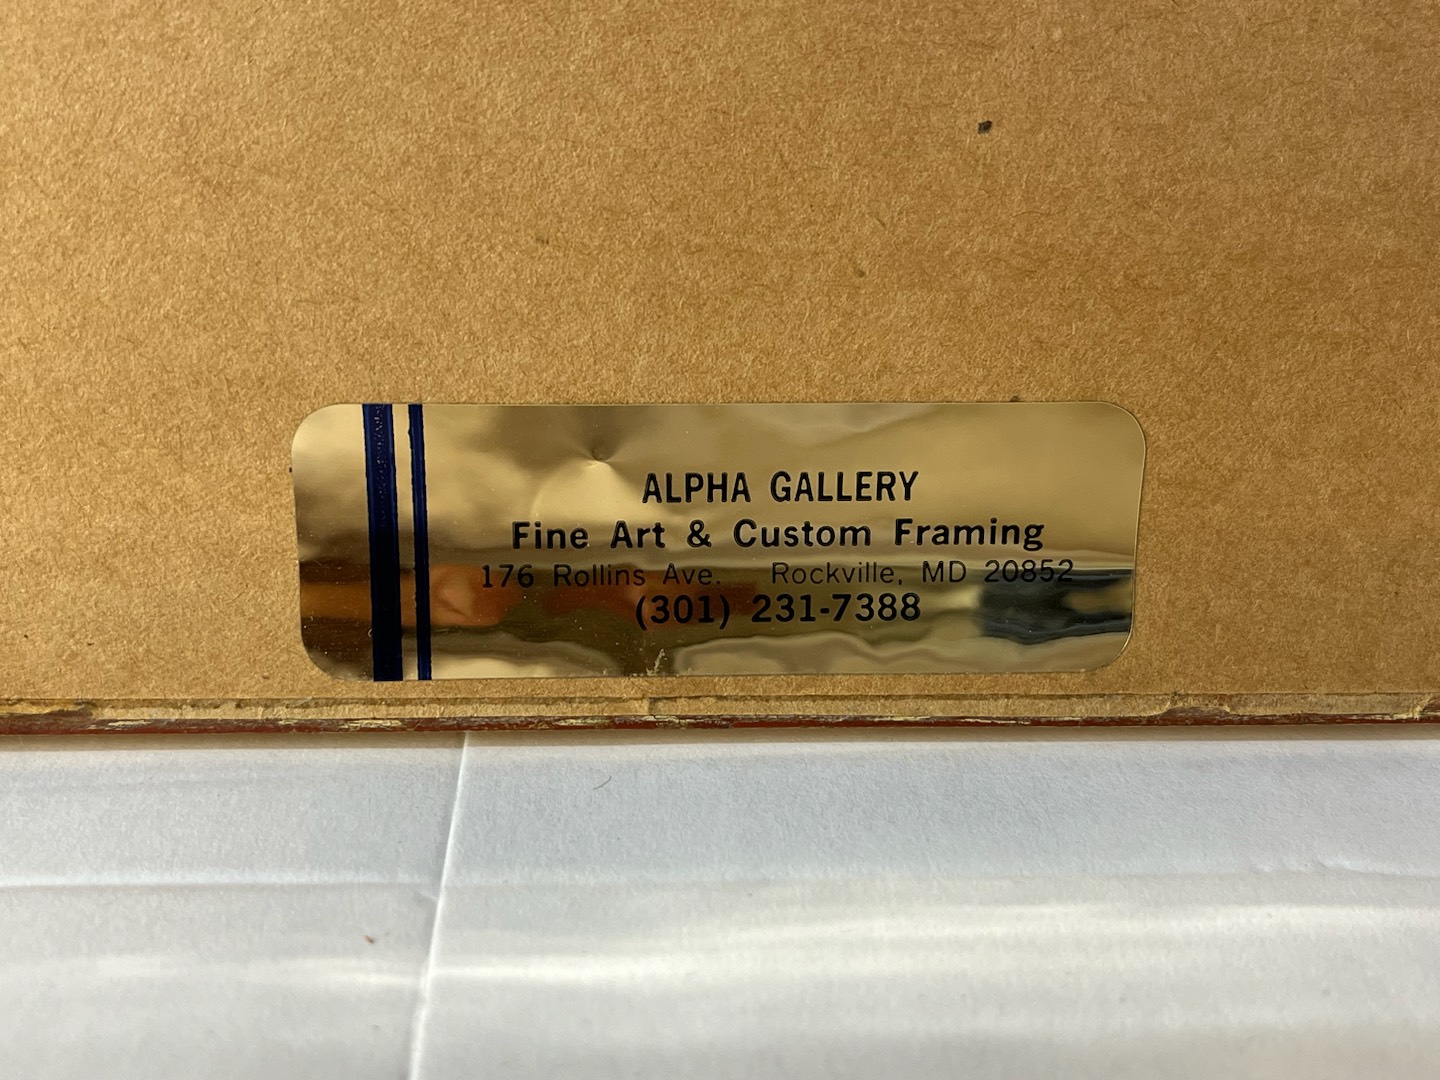 ALPHA GALLERY
Fine Art & Custom Framing
176 Rollins Ave. Rockville, MD 20852
(301) 231-7388